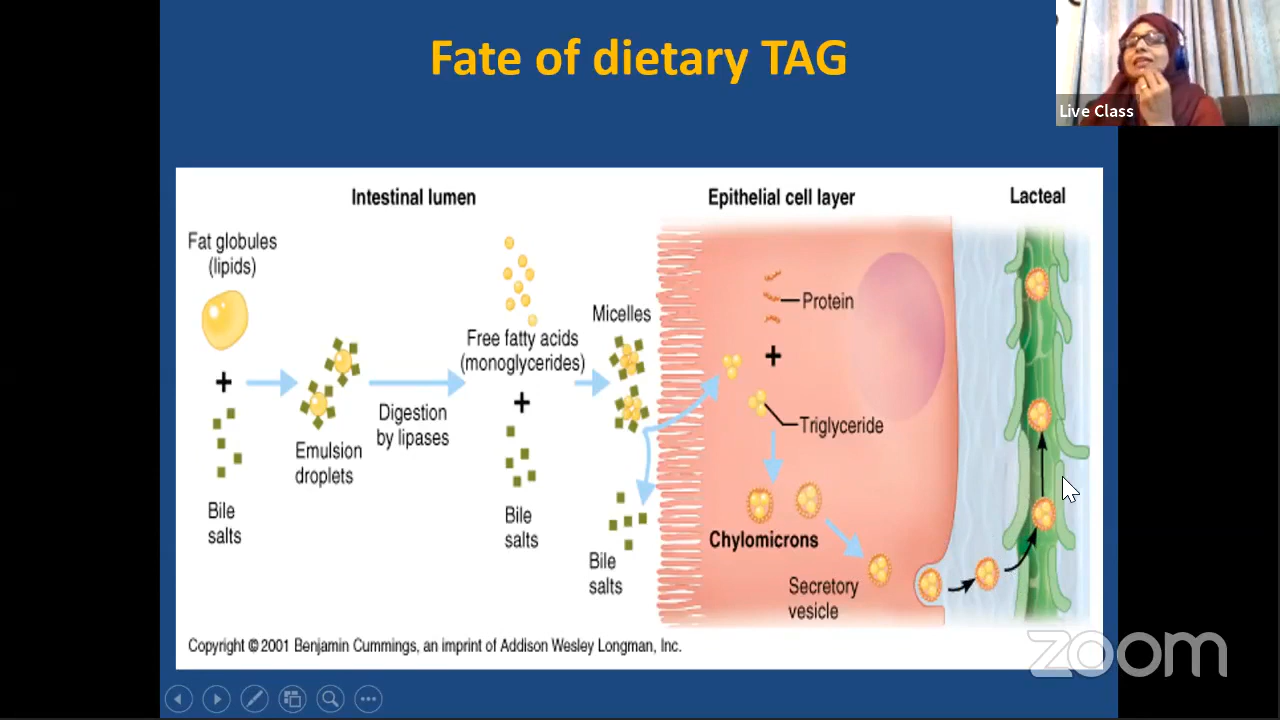 Fate of dietary TAG
Live Class
Intestinal lumen
Epithelial cell layer
Lacteal
Fat globules
(lipids)
+
Bile
salts
Emulsion
droplets
Digestion
by lipases
Free fatty acids
(monoglycerides)
+
Bile
salts
Micelles
Bile
salts
Protein
+
Triglyceride
Chylomicrons
Secretory
vesicle
Copyright © 2001 Benjamin Cummings, an imprint of Addison Wesley Longman, Inc.
zoom